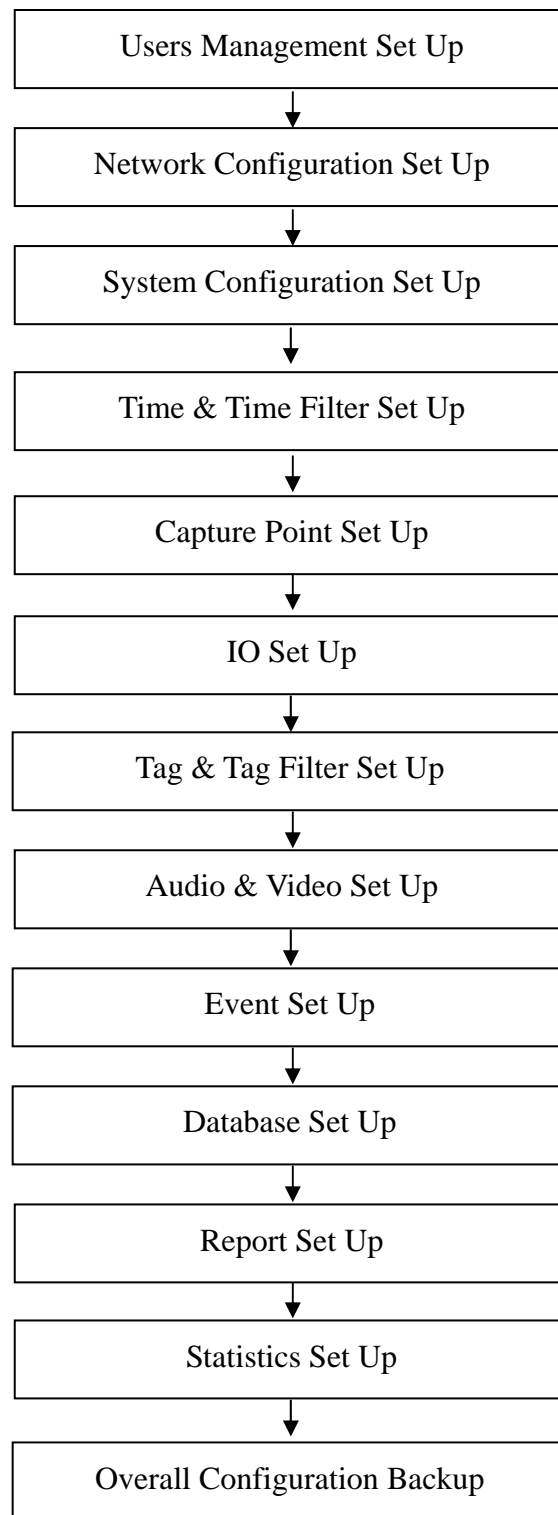 Users Management Set Up
Network Configuration Set Up
System Configuration Set Up
Time & Time Filter Set Up
Capture Point Set Up
IO Set Up
Tag & Tag Filter Set Up
Audio & Video Set Up
Event Set Up
Database Set Up
Report Set Up
Statistics Set Up
Overall Configuration Backup